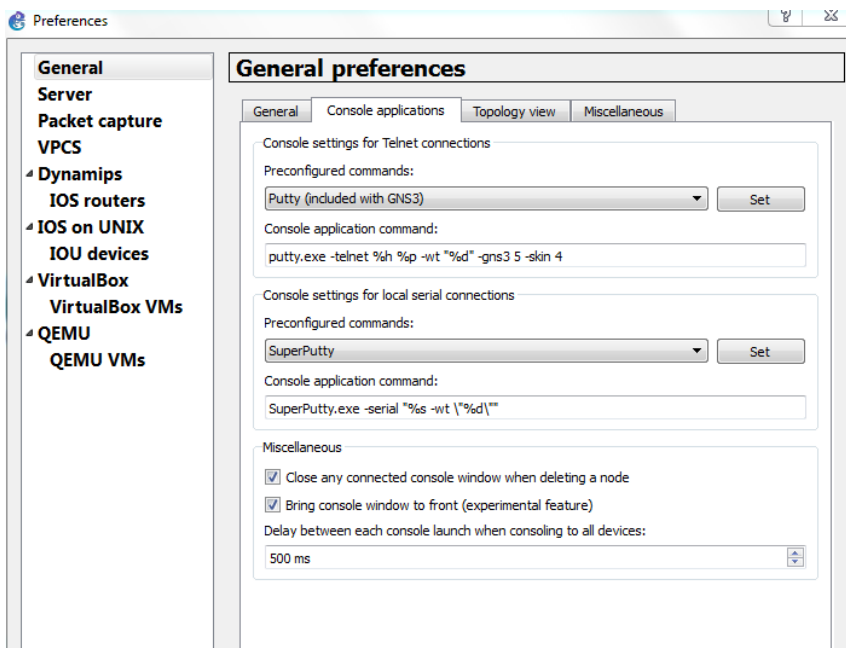 Preferences
General
Server
Packet capture
VPCS
Dynamips
IOS routers
IOS on UNIX
IOU devices
VirtualBox
VirtualBox VMs
QEMU
QEMU VMs
General preferences
General Console applications Topology view Miscellaneous
Console settings for Telnet connections
Preconfigured commands:
Putty (included with GNS3) Set
Console application command:
putty.exe -telnet %h %p -wt "%d" -gns3 5 -skin 4
Console settings for local serial connections
Preconfigured commands:
SuperPutty Set
Console application command:
SuperPutty.exe -serial "%s -wt \"%d\""
Miscellaneous
Close any connected console window when deleting a node
Bring console window to front (experimental feature)
Delay between each console launch when consoling to all devices:
500 ms